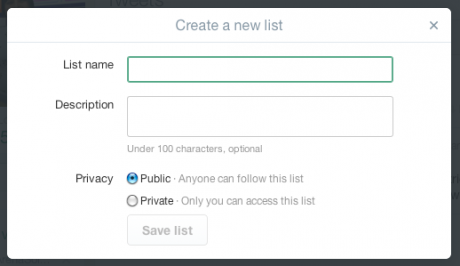 Tweets
Create a new list ×
List name
Description
Under 100 characters, optional
Privacy Public · Anyone can follow this list
Private · Only you can access this list
Save list